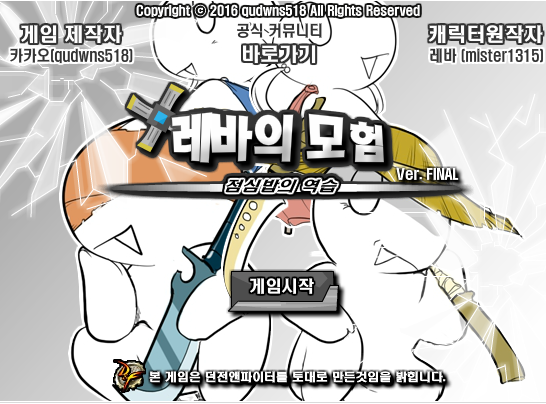 Copyright © 2016 qudwns518 All Rights Reserved
게임 제작자
카카오(qudwns518)
공식 커뮤니티
바로가기
캐릭터원작자
레바 (mister1315)
레바의 모험
Ver. FINAL
점상발의 역습
게임시작
본 게임은 던전앤파이터를 토대로 만든것임을 밝힙니다.